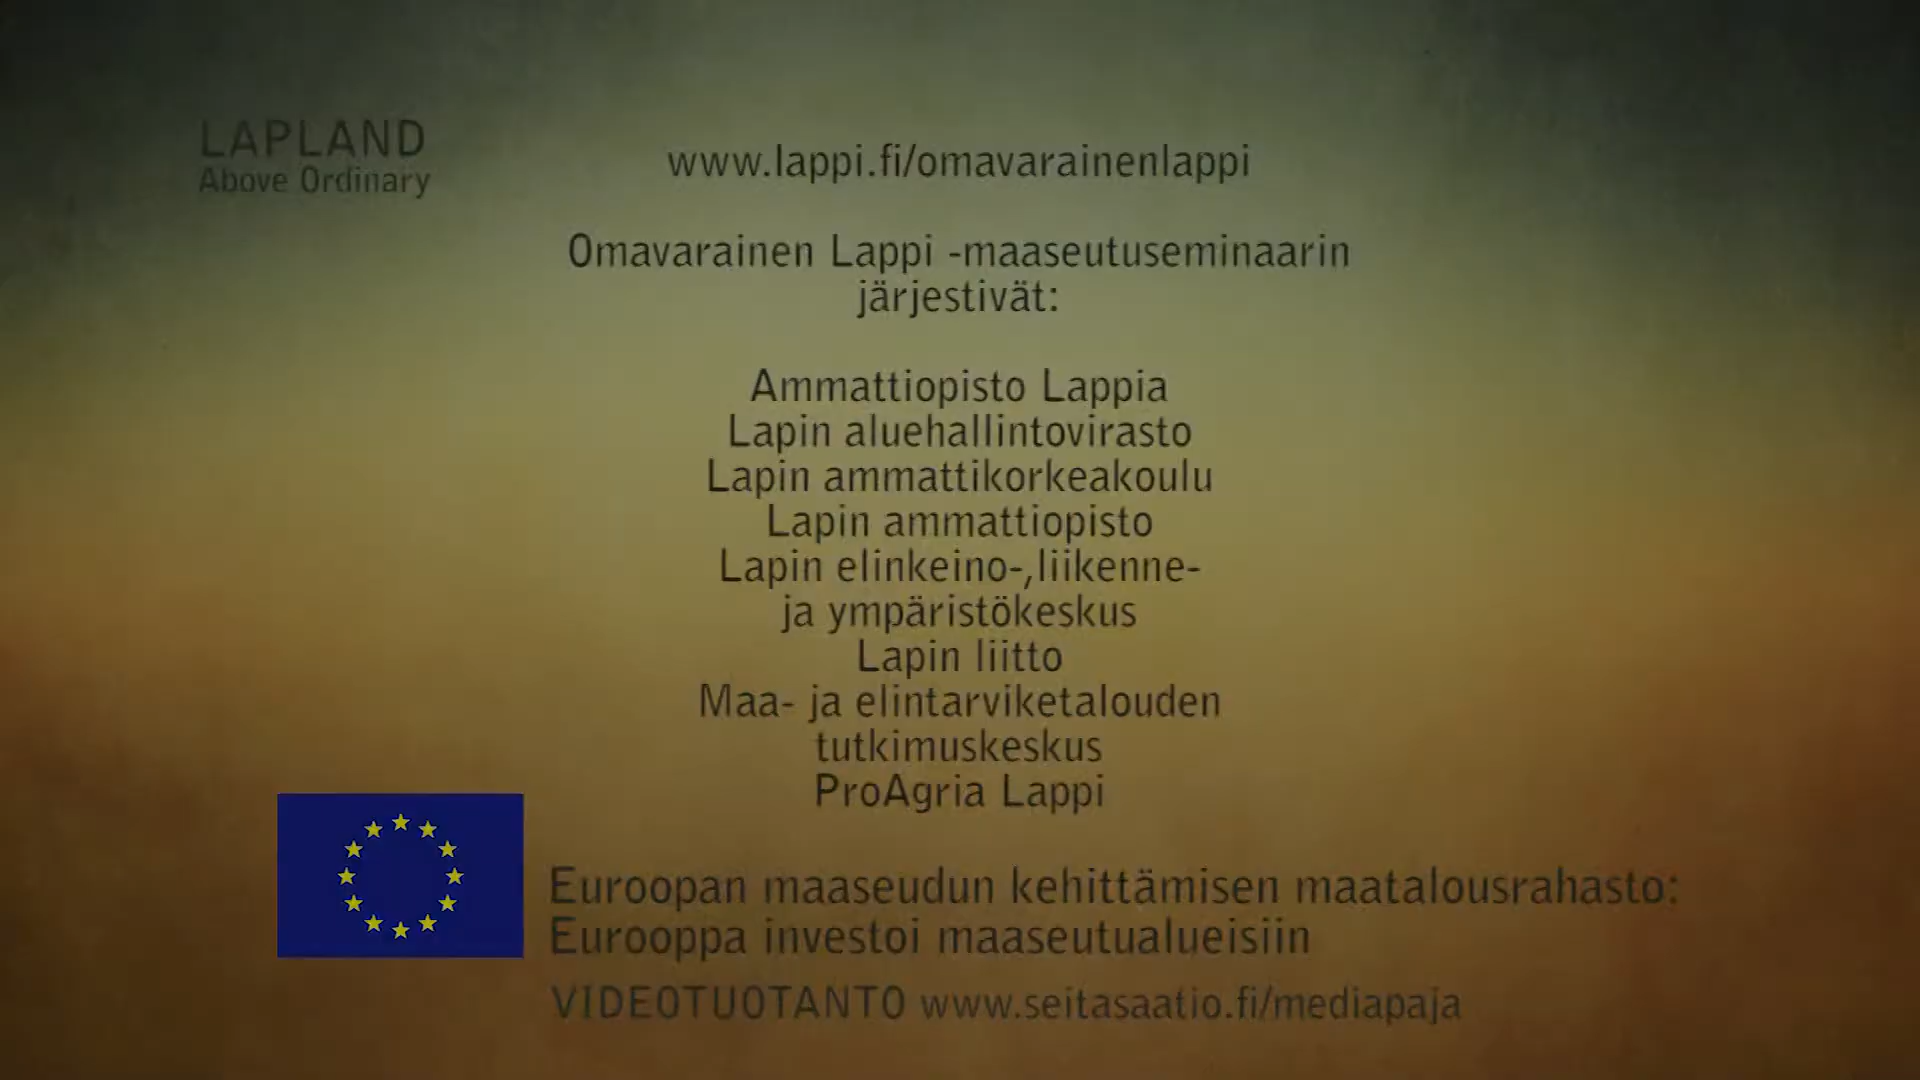 LAPLAND
Above Ordinary
www.lappi.fi/omavarainenlappi
Omavarainen Lappi -maaseutuseminaarin
järjestivät:
Ammattiopisto Lappia
Lapin aluehallintovirasto
Lapin ammattikorkeakoulu
Lapin ammattiopisto
Lapin elinkeino-,liikenne-
ja ympäristökeskus
Lapin liitto
Maa- ja elintarviketalouden
tutkimuskeskus
ProAgria Lappi
Euroopan maaseudun kehittämisen maatalousrahasto:
Eurooppa investoi maaseutualueisiin
VIDEOTUOTANTO www.seitasaatio.fi/mediapaja